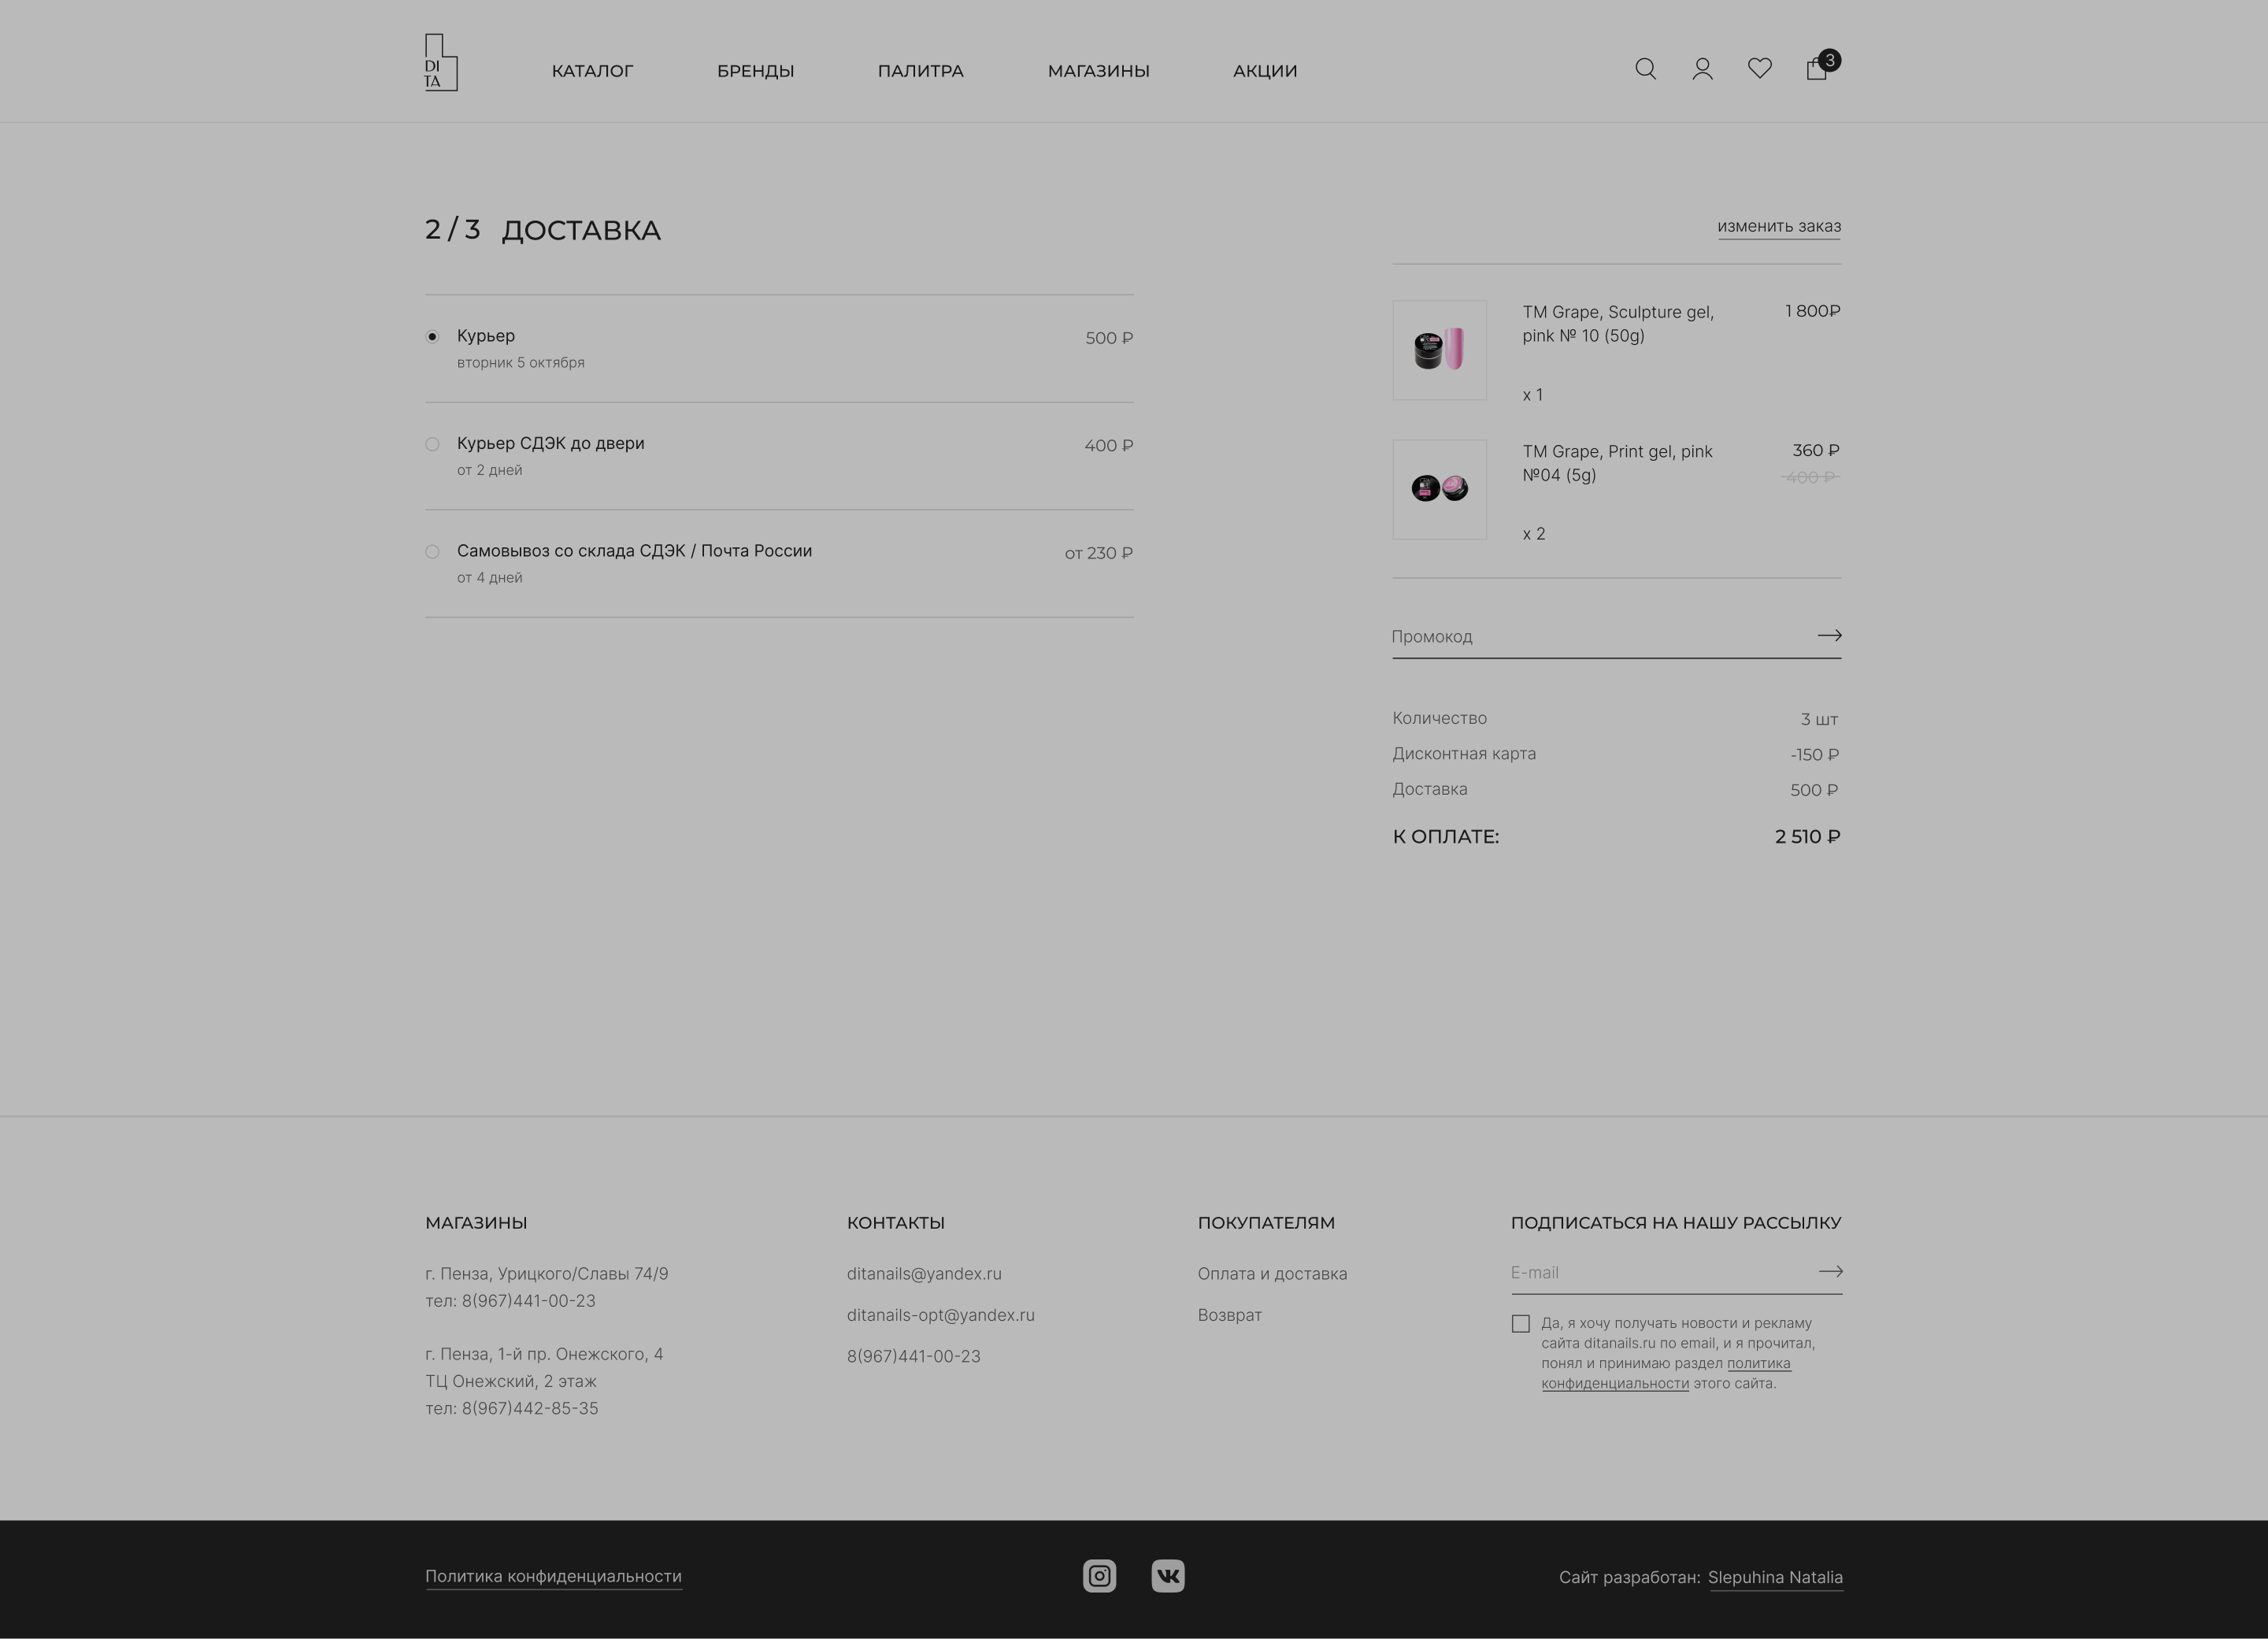 DI
TA
КАТАЛОГ
БРЕНДЫ
ПАЛИТРА
МАГАЗИНЫ
АКЦИИ
3
2 / 3 ДОСТАВКА
Курьер
500 ₽
вторник 5 октября
Курьер СДЭК до двери
400 ₽
от 2 дней
Самовывоз со склада СДЭК / Почта России
от 230 ₽
от 4 дней
изменить заказ
TM Grape, Sculpture gel,
1 800₽
pink № 10 (50g)
x 1
TM Grape, Print gel, pink
360 ₽
№04 (5g)
400 ₽
x 2
Промокод
Количество
3 шт
Дисконтная карта
-150 ₽
Доставка
500 ₽
К ОПЛАТЕ:
2 510 ₽
МАГАЗИНЫ
г. Пенза, Урицкого/Славы 74/9
тел: 8(967)441-00-23
г. Пенза, 1-й пр. Онежского, 4
ТЦ Онежский, 2 этаж
тел: 8(967)442-85-35
КОНТАКТЫ
ditanails@yandex.ru
ditanails-opt@yandex.ru
8(967)441-00-23
ПОКУПАТЕЛЯМ
Оплата и доставка
Возврат
ПОДПИСАТЬСЯ НА НАШУ РАССЫЛКУ
E-mail
Да, я хочу получать новости и рекламу
сайта ditanails.ru по email, и я прочитал,
понял и принимаю раздел политика
конфиденциальности этого сайта.
Политика конфиденциальности
Сайт разработан: Slepuhina Natalia